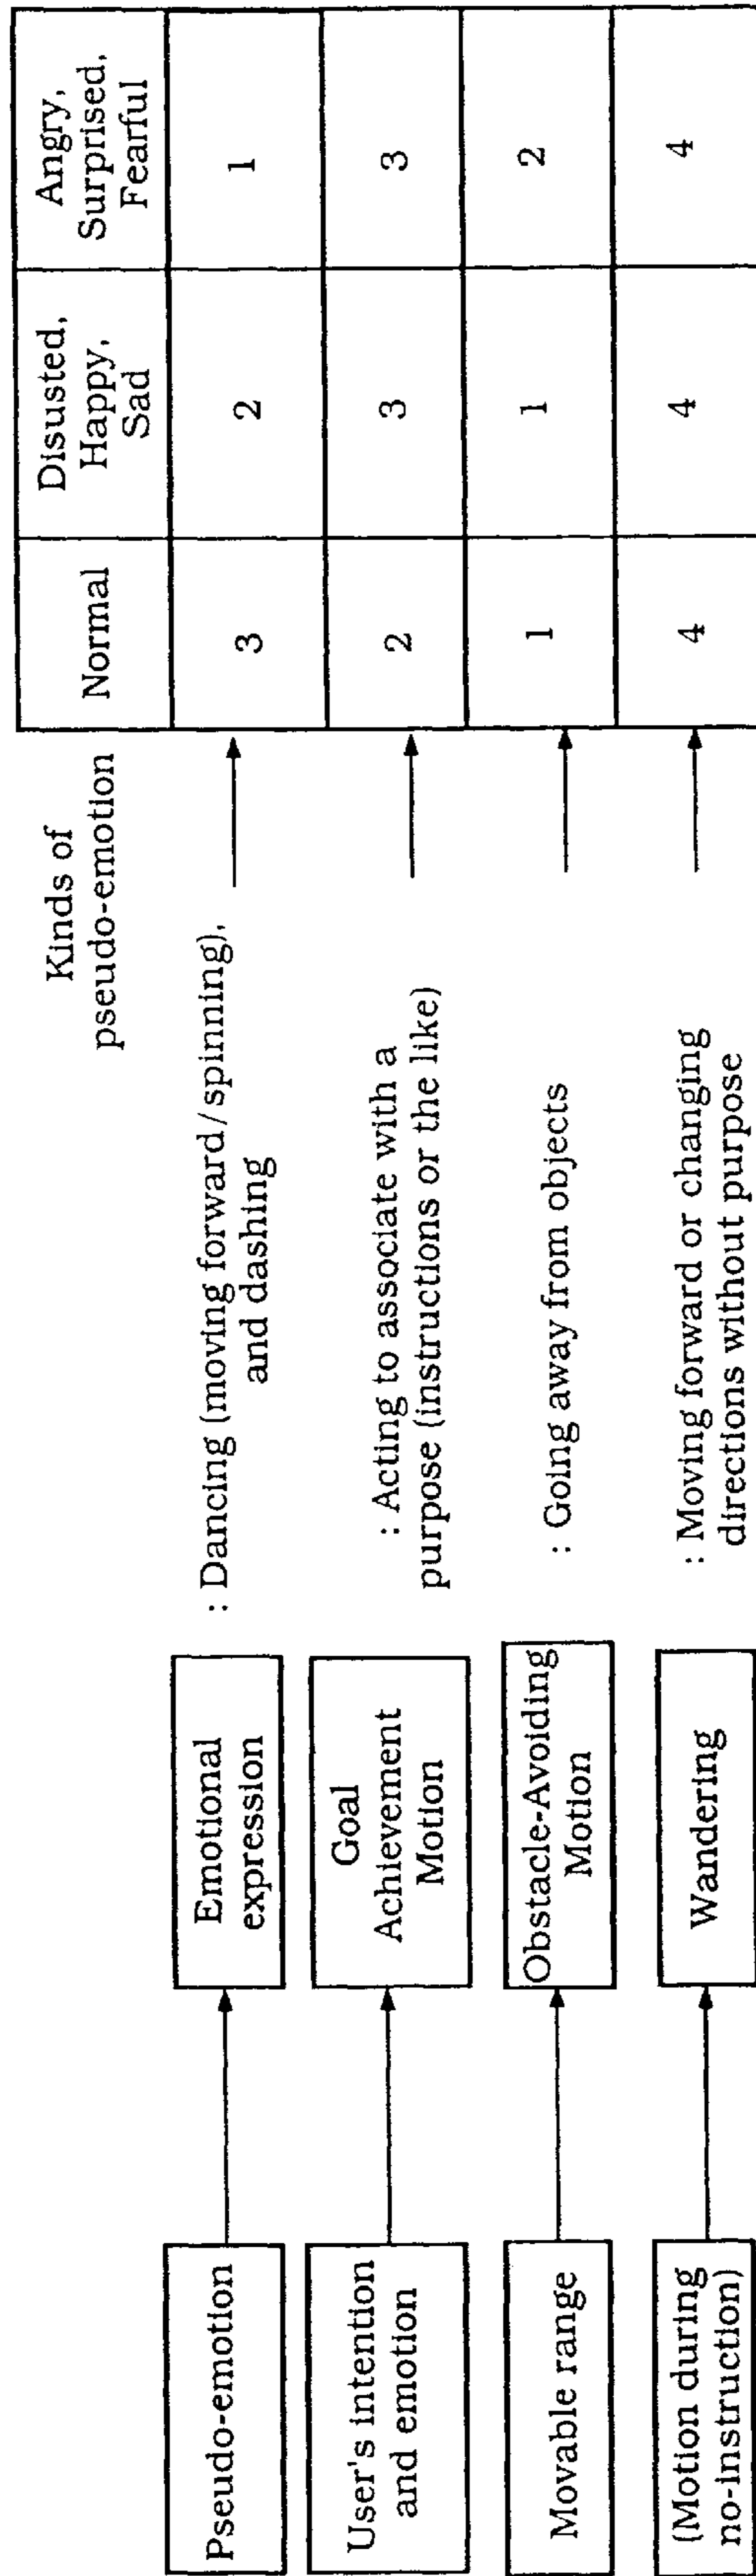 Kinds of
pseudo-emotion
Normal
Disusted,
Happy,
Sad
Angry,
Surprised,
Fearful
Pseudo-emotion
Emotional
expression
: Dancing (moving forward/spinning),
and dashing
3
2
1
User's intention
and emotion
Goal
Achievement
Motion
: Acting to associate with a
purpose (instructions or the like)
2
3
3
Movable range
Obstacle-Avoiding
Motion
: Going away from objects
1
1
2
(Motion during
no-instruction)
Wandering
: Moving forward or changing
directions without purpose
4
4
4